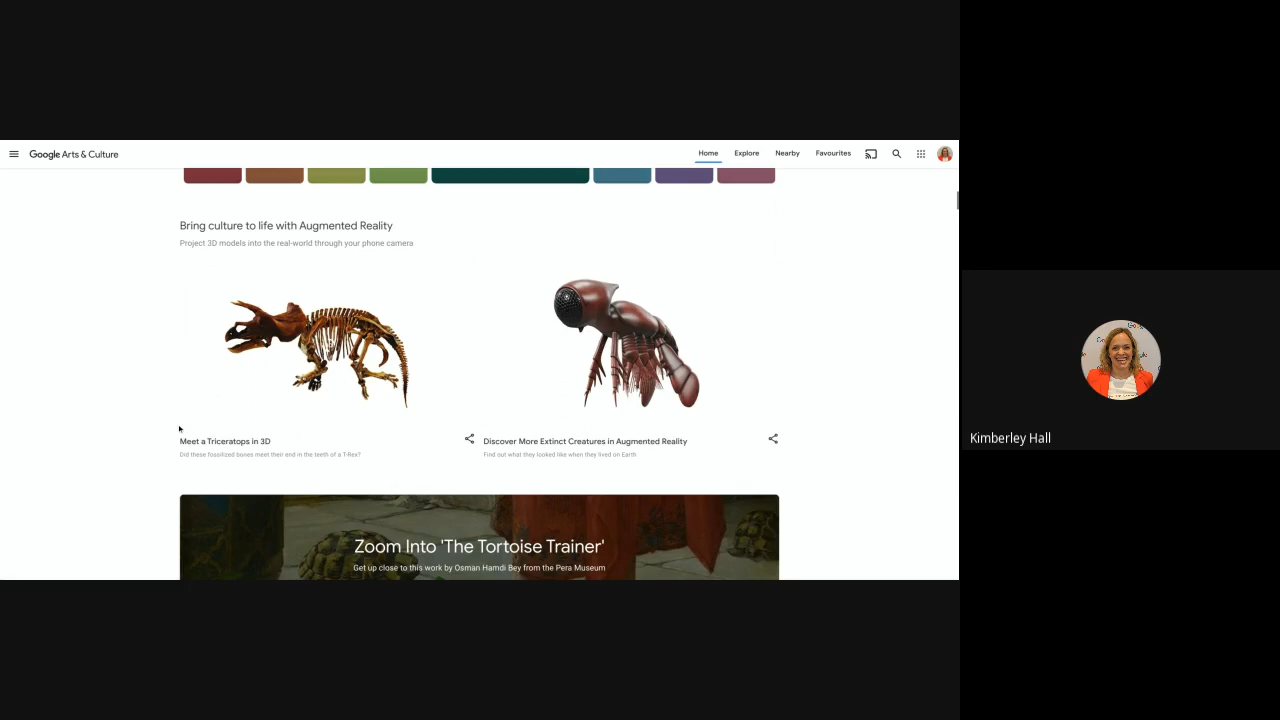 Google Arts & Culture
Home Explore Nearby Favourites
Bring culture to life with Augmented Reality
Project 3D models into the real-world through your phone camera
Meet a Triceratops in 3D
Did these fossilized bones meet their end in the teeth of a T-Rex?
Discover More Extinct Creatures in Augmented Reality
Find out what they looked like when they lived on Earth
Zoom Into 'The Tortoise Trainer'
Get up close to this work by Osman Hamdi Bey from the Pera Museum
Kimberley Hall